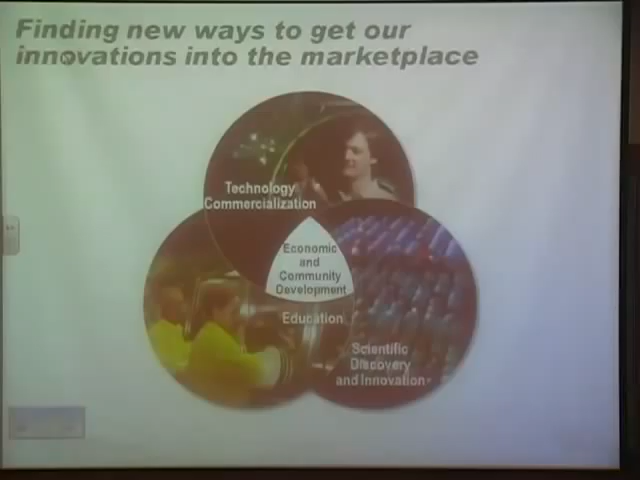 Finding new ways to get our
innovations into the marketplace
Technology
Commercialization
Economic
and
Community
Development
Education
Scientific
Discovery
and Innovation